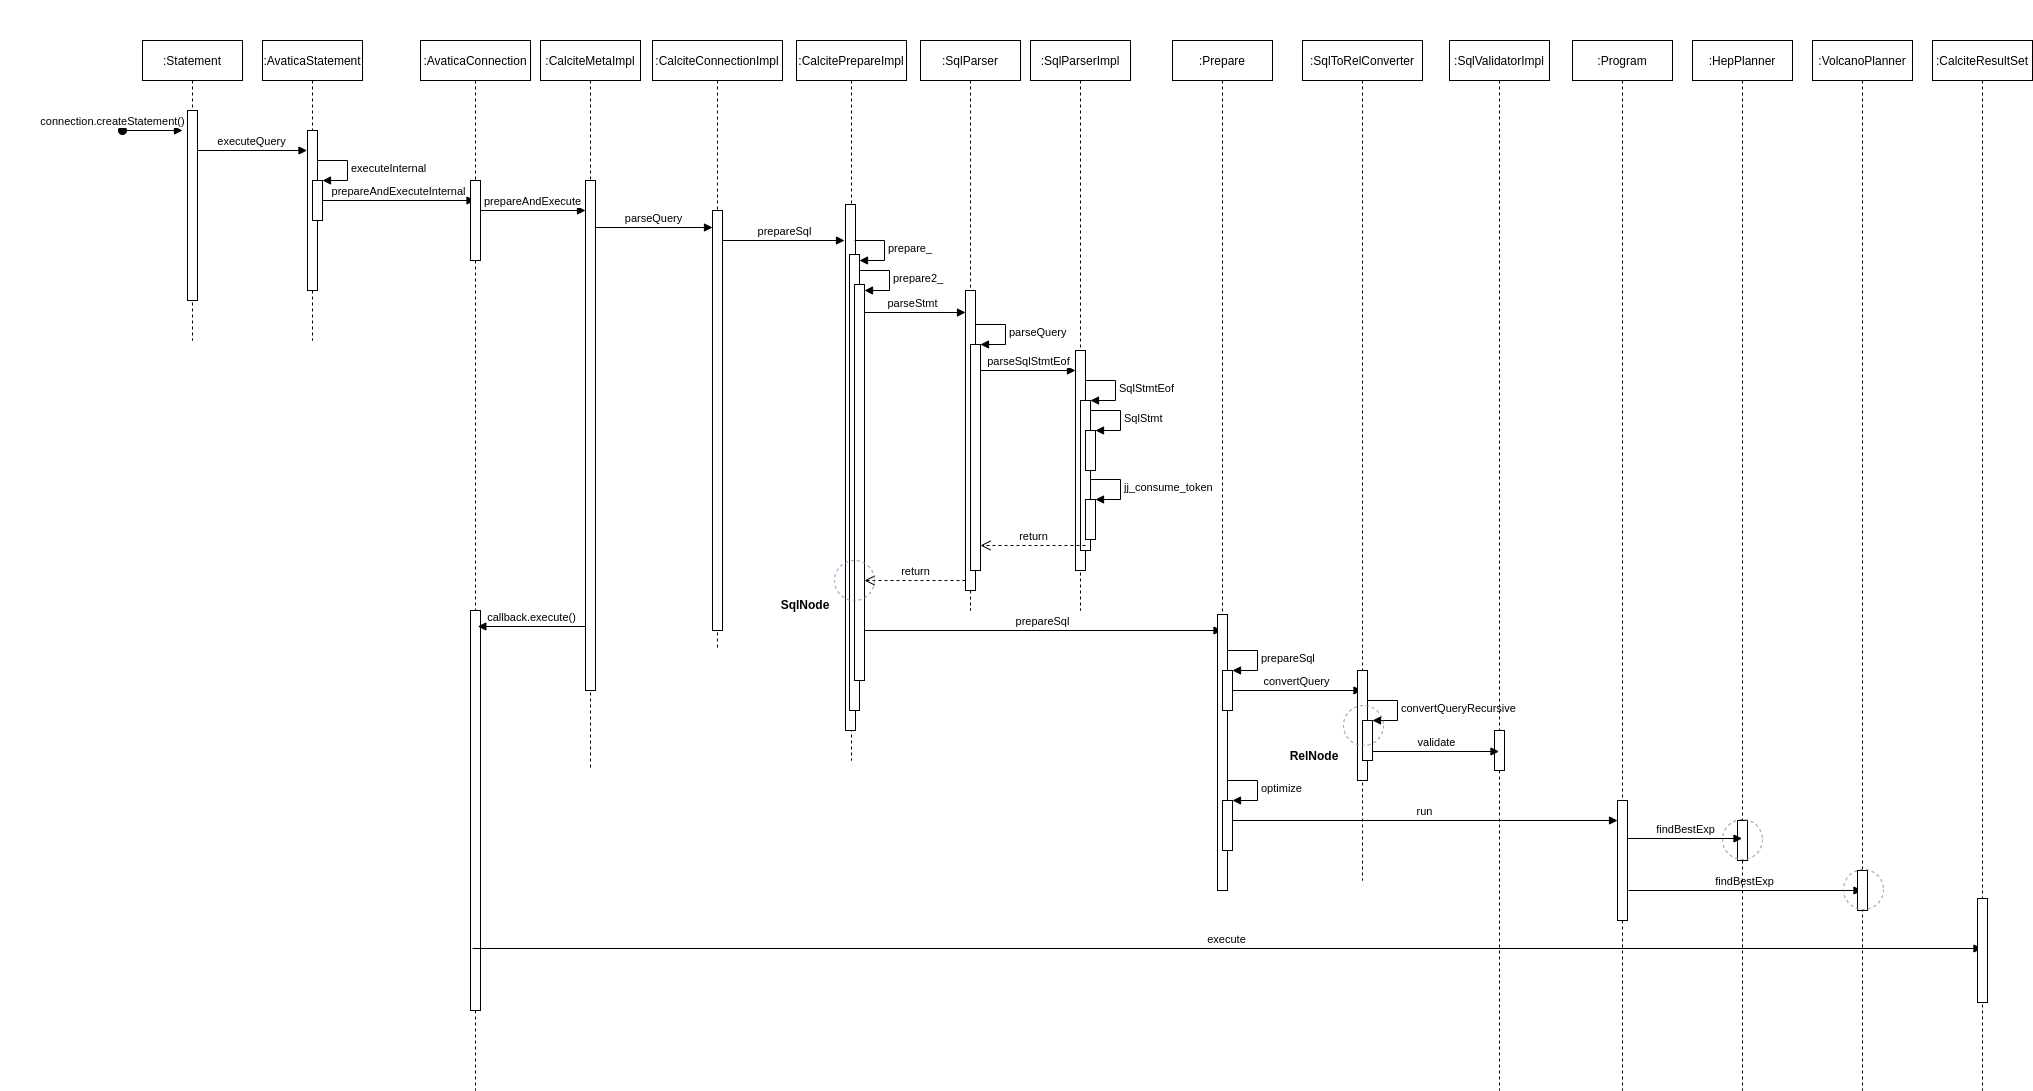 :Statement
:AvaticaStatement
:AvaticaConnection
:CalciteMetaImpl
:CalciteConnectionImpl
:CalcitePrepareImpl
:SqlParser
:SqlParserImpl
:Prepare
:SqlToRelConverter
:SqlValidatorImpl
:Program
:HepPlanner
:VolcanoPlanner
:CalciteResultSet
connection.createStatement()
executeQuery
executeInternal
prepareAndExecuteInternal
prepareAndExecute
parseQuery
prepareSql
prepare_
prepare2_
parseStmt
parseQuery
parseSqlStmtEof
SqlStmtEof
SqlStmt
jj_consume_token
return
return
SqlNode
callback.execute()
prepareSql
prepareSql
convertQuery
convertQueryRecursive
validate
RelNode
optimize
run
findBestExp
findBestExp
execute